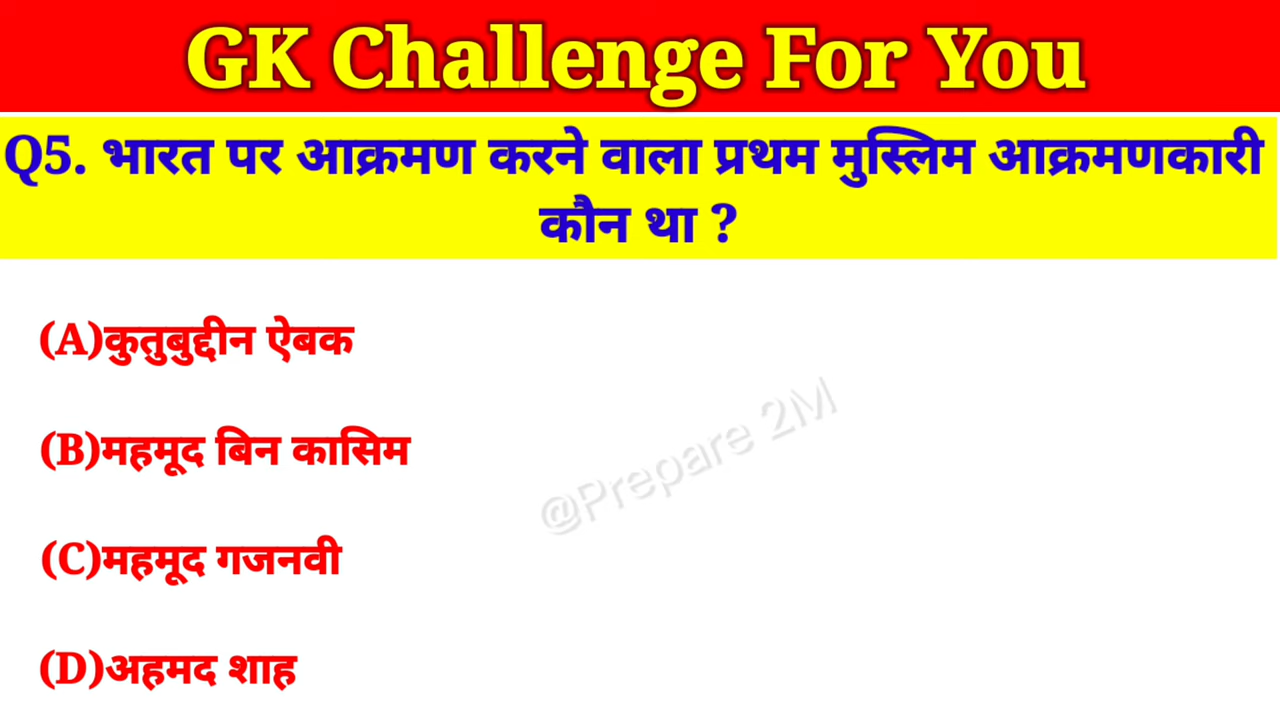 GK Challenge For You
Q5. भारत पर आक्रमण करने वाला प्रथम मुस्लिम आक्रमणकारी
कौन था ?
(A)कुतुबुद्दीन ऐबक
(B)महमूद बिन कासिम
@Prepare 2M
(C)महमूद गजनवी
(D)अहमद शाह